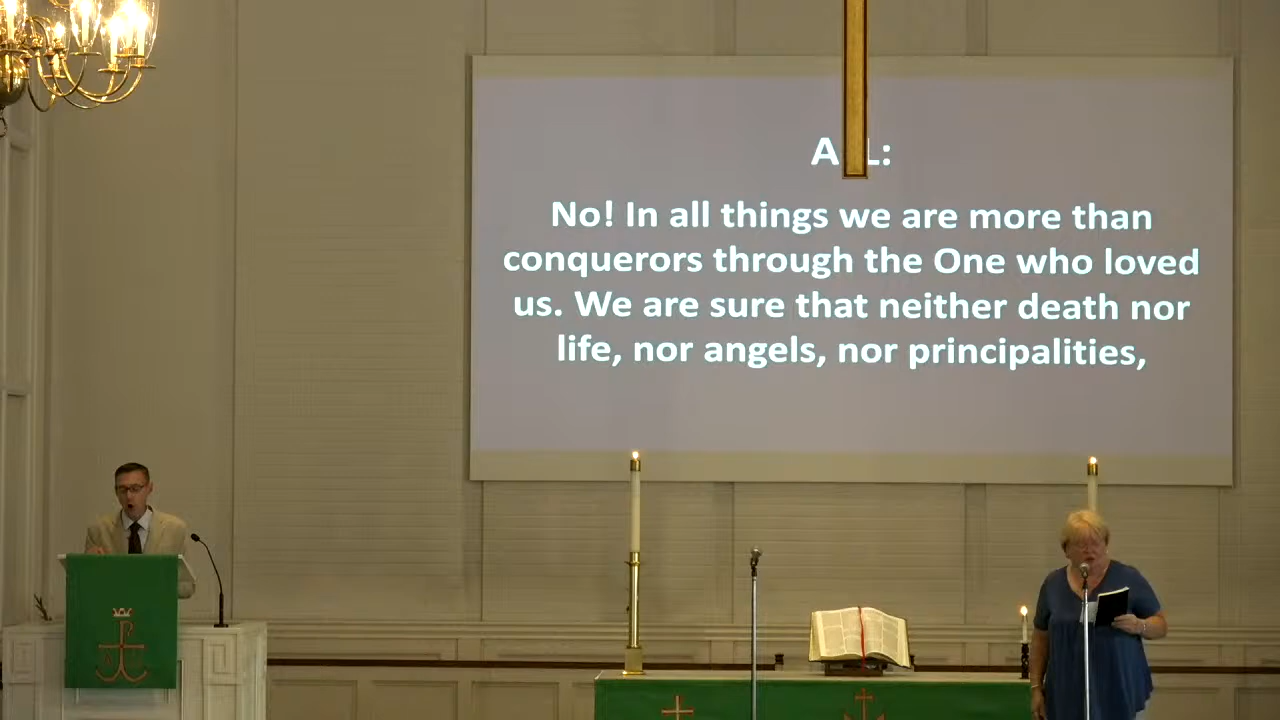 A L:
No! In all things we are more than
conquerors through the One who loved
us. We are sure that neither death nor
life, nor angels, nor principalities,